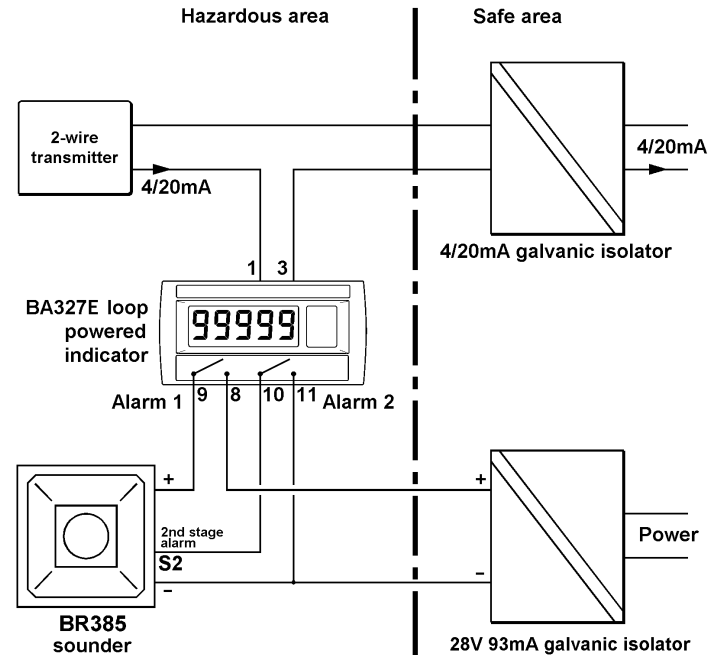 Hazardous area
Safe area
2-wire
transmitter
4/20mA
4/20mA
4/20mA galvanic isolator
1 3
BA327E loop
powered
indicator
99999
Alarm 1 9 8 10 11 Alarm 2
+ +
2nd stage
alarm
S2
Power
– –
BR385
sounder
28V 93mA galvanic isolator